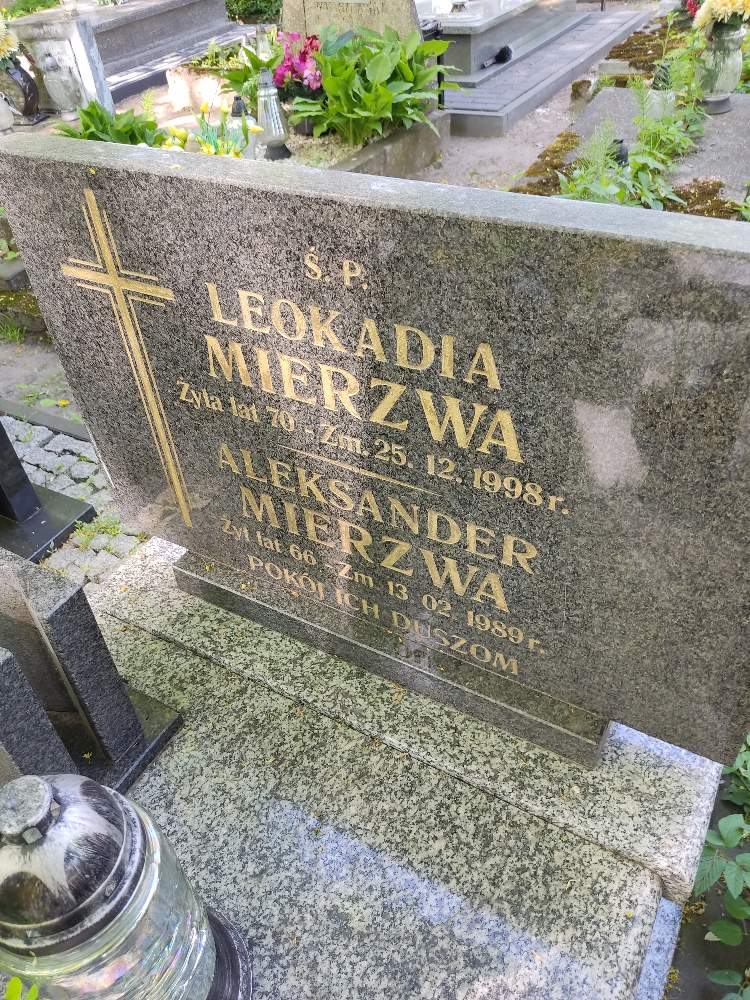 Ś. P.
LEOKADIA
MIERZWA
Żyła lat 70 - Zm. 25. 12. 1998 r.
ALEKSANDER
MIERZWA
Żył lat 66 - Zm. 13. 02. 1989 r.
POKÓJ ICH DUSZOM